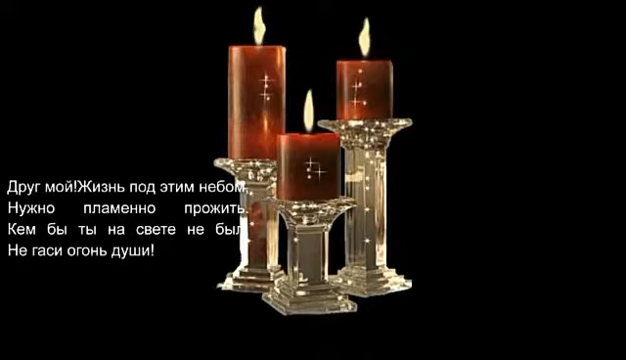 Друг мой!Жизнь под этим небом,
Нужно пламенно прожить.
Кем бы ты на свете не был,
Не гаси огонь души!